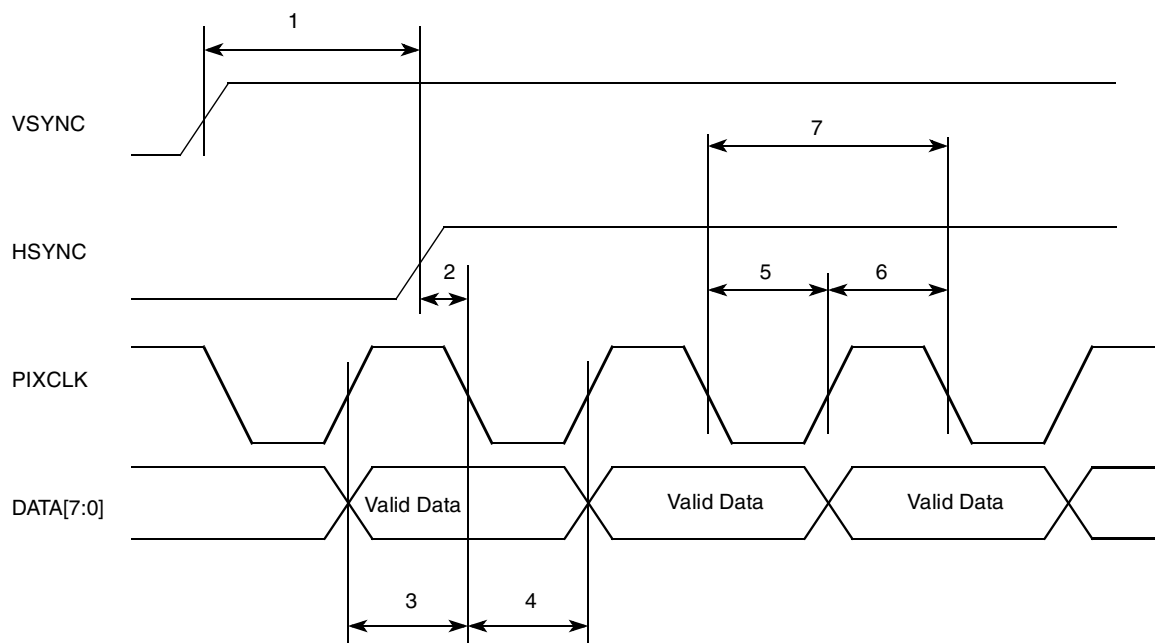 1
VSYNC
7
HSYNC
2
5
6
PIXCLK
DATA[7:0]
Valid Data
Valid Data
Valid Data
3
4